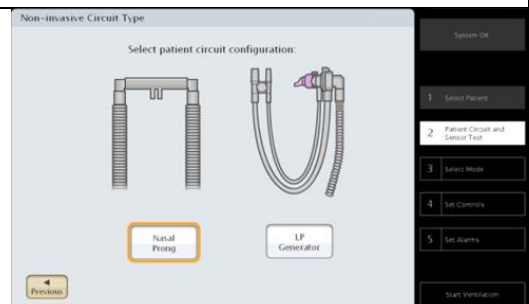 Non-invasive Circuit Type
Select patient circuit configuration:
Nasal
Prong
LP
Generator
Previous
System OK
1 Select Patient
2 Patient Circuit and
Sensor Test
3 Select Mode
4 Set Controls
5 Set Alarms
Start Ventilation